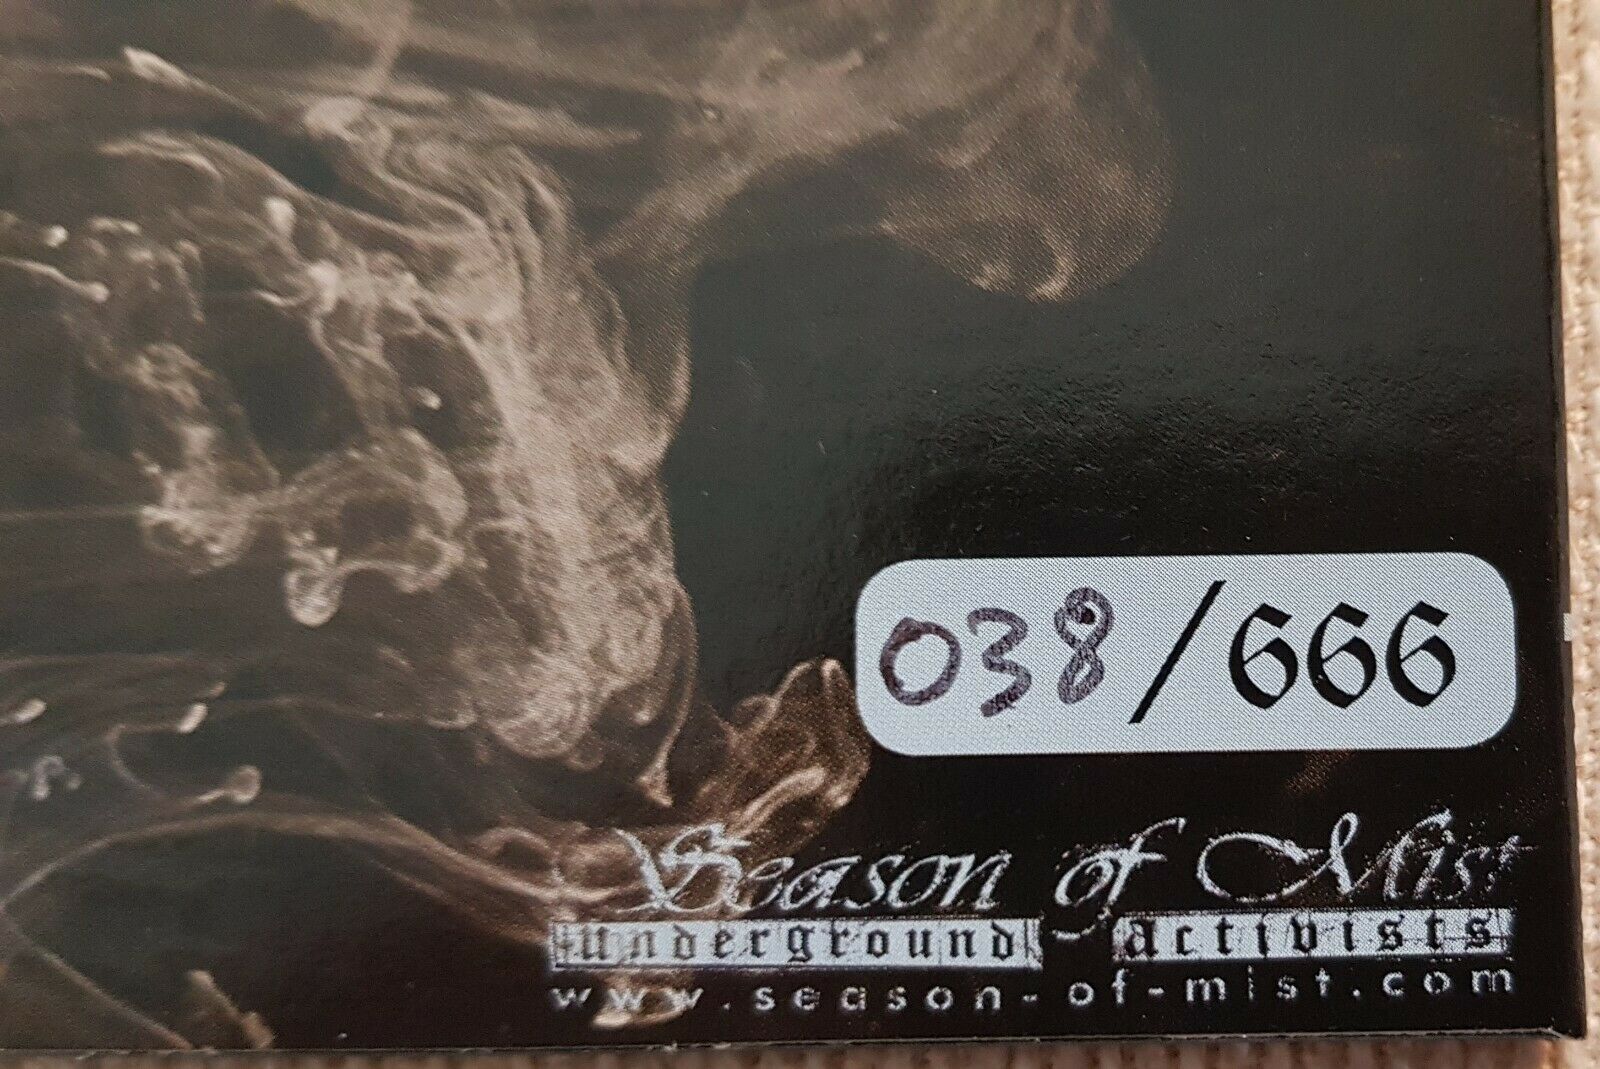 038/666
Season of Mist
underground activists
www.season-of-mist.com